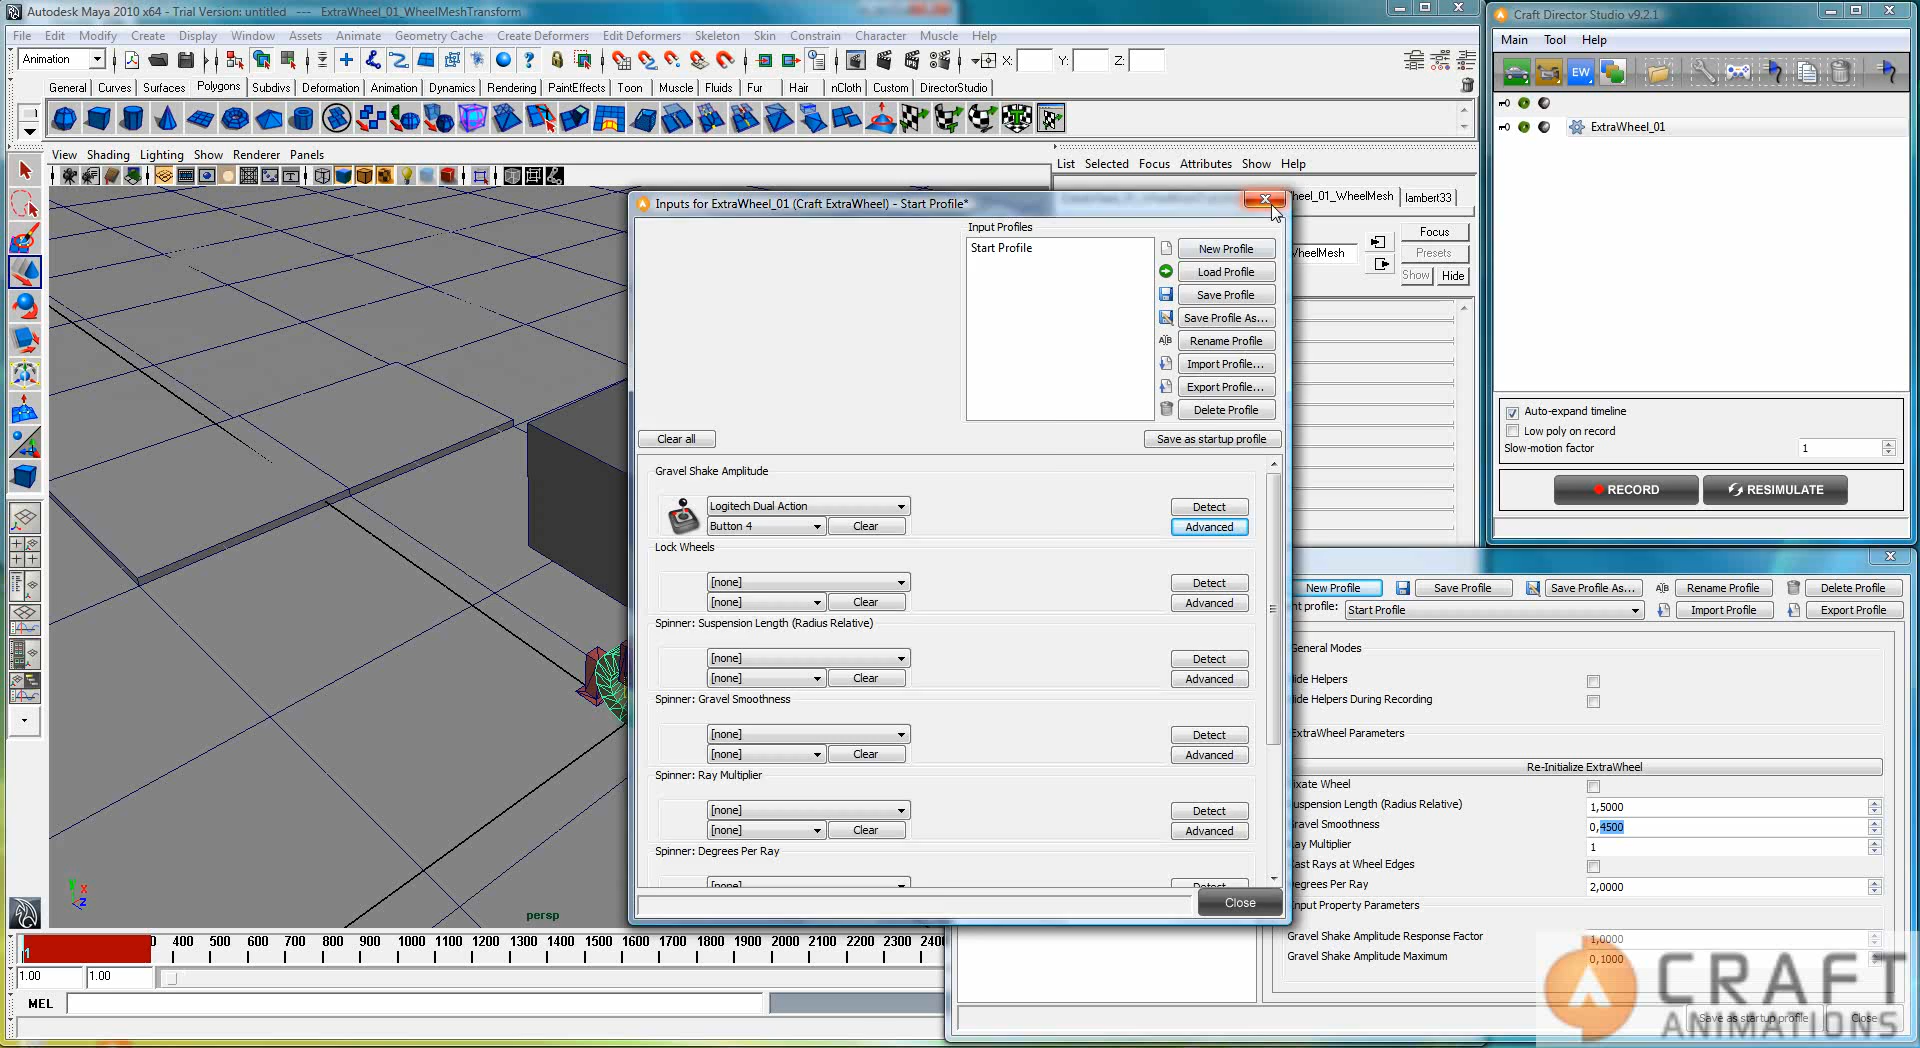 Autodesk Maya 2010 x64 - Trial Version: untitled --- ExtraWheel_01_WheelMeshTransform
File Edit Modify Create Display Window Assets Animate Geometry Cache Create Deformers Edit Deformers Skeleton Skin Constrain Character Muscle Help
Animation X: Y: Z:
General Curves Surfaces Polygons Subdivs Deformation Animation Dynamics Rendering PaintEffects Toon Muscle Fluids Fur Hair nCloth Custom DirectorStudio
View Shading Lighting Show Renderer Panels
List Selected Focus Attributes Show Help
heel_01_WheelMesh lambert33
Focus
VheelMesh Presets
Show Hide
Inputs for ExtraWheel_01 (Craft ExtraWheel) - Start Profile*
Input Profiles
Start Profile
New Profile
Load Profile
Save Profile
Save Profile As...
Rename Profile
Import Profile...
Export Profile...
Delete Profile
Clear all Save as startup profile
Gravel Shake Amplitude
Logitech Dual Action Detect
Button 4 Clear Advanced
Lock Wheels
[none] Detect
[none] Clear Advanced
Spinner: Suspension Length (Radius Relative)
[none] Detect
[none] Clear Advanced
Spinner: Gravel Smoothness
[none] Detect
[none] Clear Advanced
Spinner: Ray Multiplier
[none] Detect
[none] Clear Advanced
Spinner: Degrees Per Ray
[none] Detect
Close
Craft Director Studio v9.2.1
Main Tool Help
EW
ExtraWheel_01
Auto-expand timeline
Low poly on record
Slow-motion factor 1
RECORD RESIMULATE
New Profile Save Profile Save Profile As... Rename Profile Delete Profile
nt profile: Start Profile Import Profile Export Profile
General Modes
ide Helpers
ide Helpers During Recording
ExtraWheel Parameters
Re-Initialize ExtraWheel
ixate Wheel
uspension Length (Radius Relative) 1,5000
ravel Smoothness 0,4500
ay Multiplier 1
ast Rays at Wheel Edges
egrees Per Ray 2,0000
nput Property Parameters
Gravel Shake Amplitude Response Factor 1,0000
Gravel Shake Amplitude Maximum 0,1000
Save as startup profile Close
CRAFT
ANIMATIONS
y x
z
persp
1 0 400 500 600 700 800 900 1000 1100 1200 1300 1400 1500 1600 1700 1800 1900 2000 2100 2200 2300 240
1.00 1.00
MEL